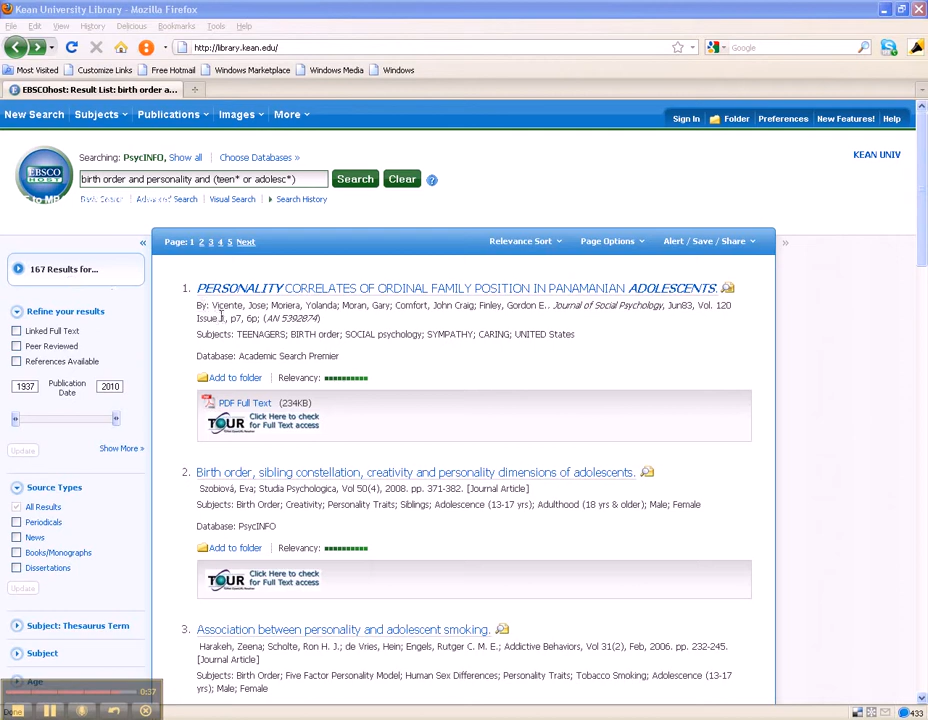 Kean University Library - Mozilla Firefox
File Edit View History Delicious Bookmarks Tools Help
http://library.kean.edu/
Google
Most Visited Customize Links Free Hotmail Windows Marketplace Windows Media Windows
EBSCOhost: Result List: birth order a...
New Search Subjects Publications Images More
Sign In Folder Preferences New Features! Help
Searching: PsycINFO, Show all Choose Databases »
KEAN UNIV
EBSCO HOST
birth order and personality and (teen* or adolesc*) Search Clear
Basic Search Advanced Search Visual Search Search History
« Page: 1 2 3 4 5 Next Relevance Sort Page Options Alert / Save / Share »
167 Results for...
Refine your results
Linked Full Text
Peer Reviewed
References Available
1937 Publication Date 2010
Show More »
Update
Source Types
All Results
Periodicals
News
Books/Monographs
Dissertations
Update
Subject: Thesaurus Term
Subject
Age
1. PERSONALITY CORRELATES OF ORDINAL FAMILY POSITION IN PANAMANIAN ADOLESCENTS.
By: Vicente, Jose; Moriera, Yolanda; Moran, Gary; Comfort, John Craig; Finley, Gordon E.. Journal of Social Psychology, Jun83, Vol. 120
Issue 1, p7, 6p; (AN 5392874)
Subjects: TEENAGERS; BIRTH order; SOCIAL psychology; SYMPATHY; CARING; UNITED States
Database: Academic Search Premier
Add to folder Relevancy:
PDF Full Text (234KB)
TOUR Click Here to check
for Full Text access
2. Birth order, sibling constellation, creativity and personality dimensions of adolescents.
Szobiová, Eva; Studia Psychologica, Vol 50(4), 2008. pp. 371-382. [Journal Article]
Subjects: Birth Order; Creativity; Personality Traits; Siblings; Adolescence (13-17 yrs); Adulthood (18 yrs & older); Male; Female
Database: PsycINFO
Add to folder Relevancy:
TOUR Click Here to check
for Full Text access
3. Association between personality and adolescent smoking.
Harakeh, Zeena; Scholte, Ron H. J.; de Vries, Hein; Engels, Rutger C. M. E.; Addictive Behaviors, Vol 31(2), Feb, 2006. pp. 232-245.
[Journal Article]
Subjects: Birth Order; Five Factor Personality Model; Human Sex Differences; Personality Traits; Tobacco Smoking; Adolescence (13-17
yrs); Male; Female
0:37
Done
433